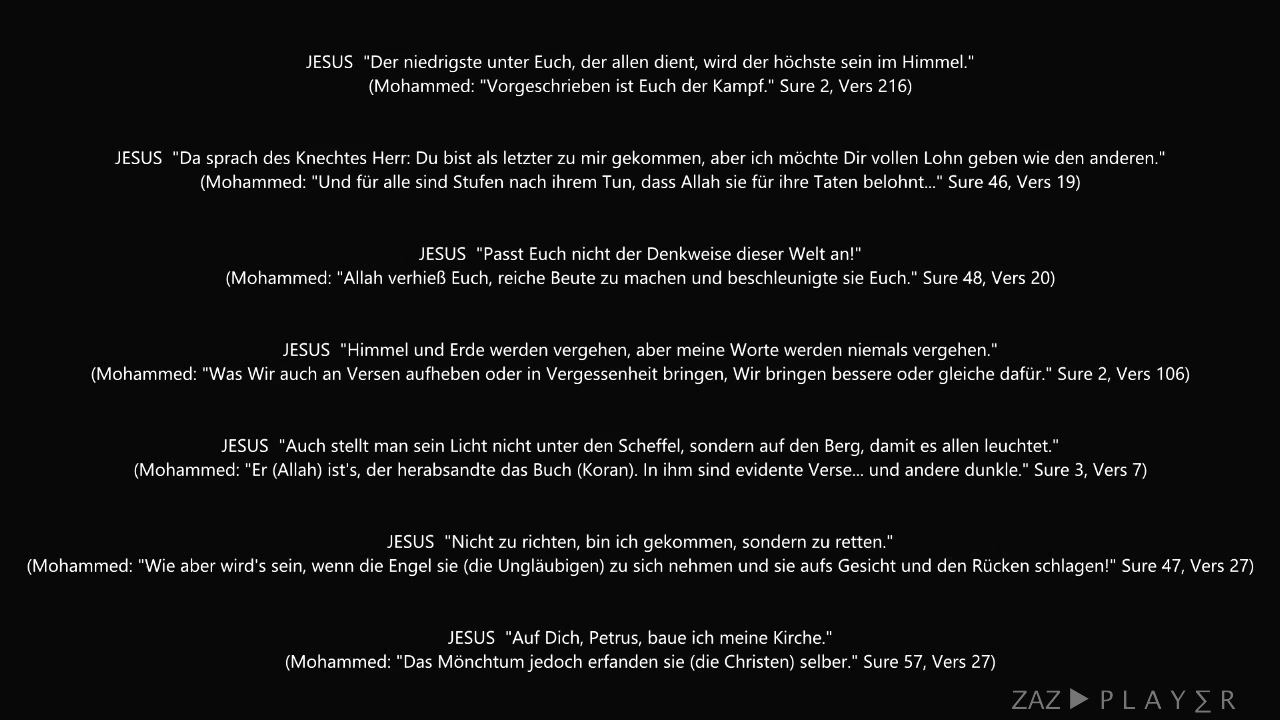 JESUS "Der niedrigste unter Euch, der allen dient, wird der höchste sein im Himmel."
(Mohammed: "Vorgeschrieben ist Euch der Kampf." Sure 2, Vers 216)
JESUS "Da sprach des Knechtes Herr: Du bist als letzter zu mir gekommen, aber ich möchte Dir vollen Lohn geben wie den anderen."
(Mohammed: "Und für alle sind Stufen nach ihrem Tun, dass Allah sie für ihre Taten belohnt..." Sure 46, Vers 19)
JESUS "Passt Euch nicht der Denkweise dieser Welt an!"
(Mohammed: "Allah verhieß Euch, reiche Beute zu machen und beschleunigte sie Euch." Sure 48, Vers 20)
JESUS "Himmel und Erde werden vergehen, aber meine Worte werden niemals vergehen."
(Mohammed: "Was Wir auch an Versen aufheben oder in Vergessenheit bringen, Wir bringen bessere oder gleiche dafür." Sure 2, Vers 106)
JESUS "Auch stellt man sein Licht nicht unter den Scheffel, sondern auf den Berg, damit es allen leuchtet."
(Mohammed: "Er (Allah) ist's, der herabsandte das Buch (Koran). In ihm sind evidente Verse... und andere dunkle." Sure 3, Vers 7)
JESUS "Nicht zu richten, bin ich gekommen, sondern zu retten."
(Mohammed: "Wie aber wird's sein, wenn die Engel sie (die Ungläubigen) zu sich nehmen und sie aufs Gesicht und den Rücken schlagen!" Sure 47, Vers 27)
JESUS "Auf Dich, Petrus, baue ich meine Kirche."
(Mohammed: "Das Mönchtum jedoch erfanden sie (die Christen) selber." Sure 57, Vers 27)
ZAZ ▶ P L A Y ∑ R